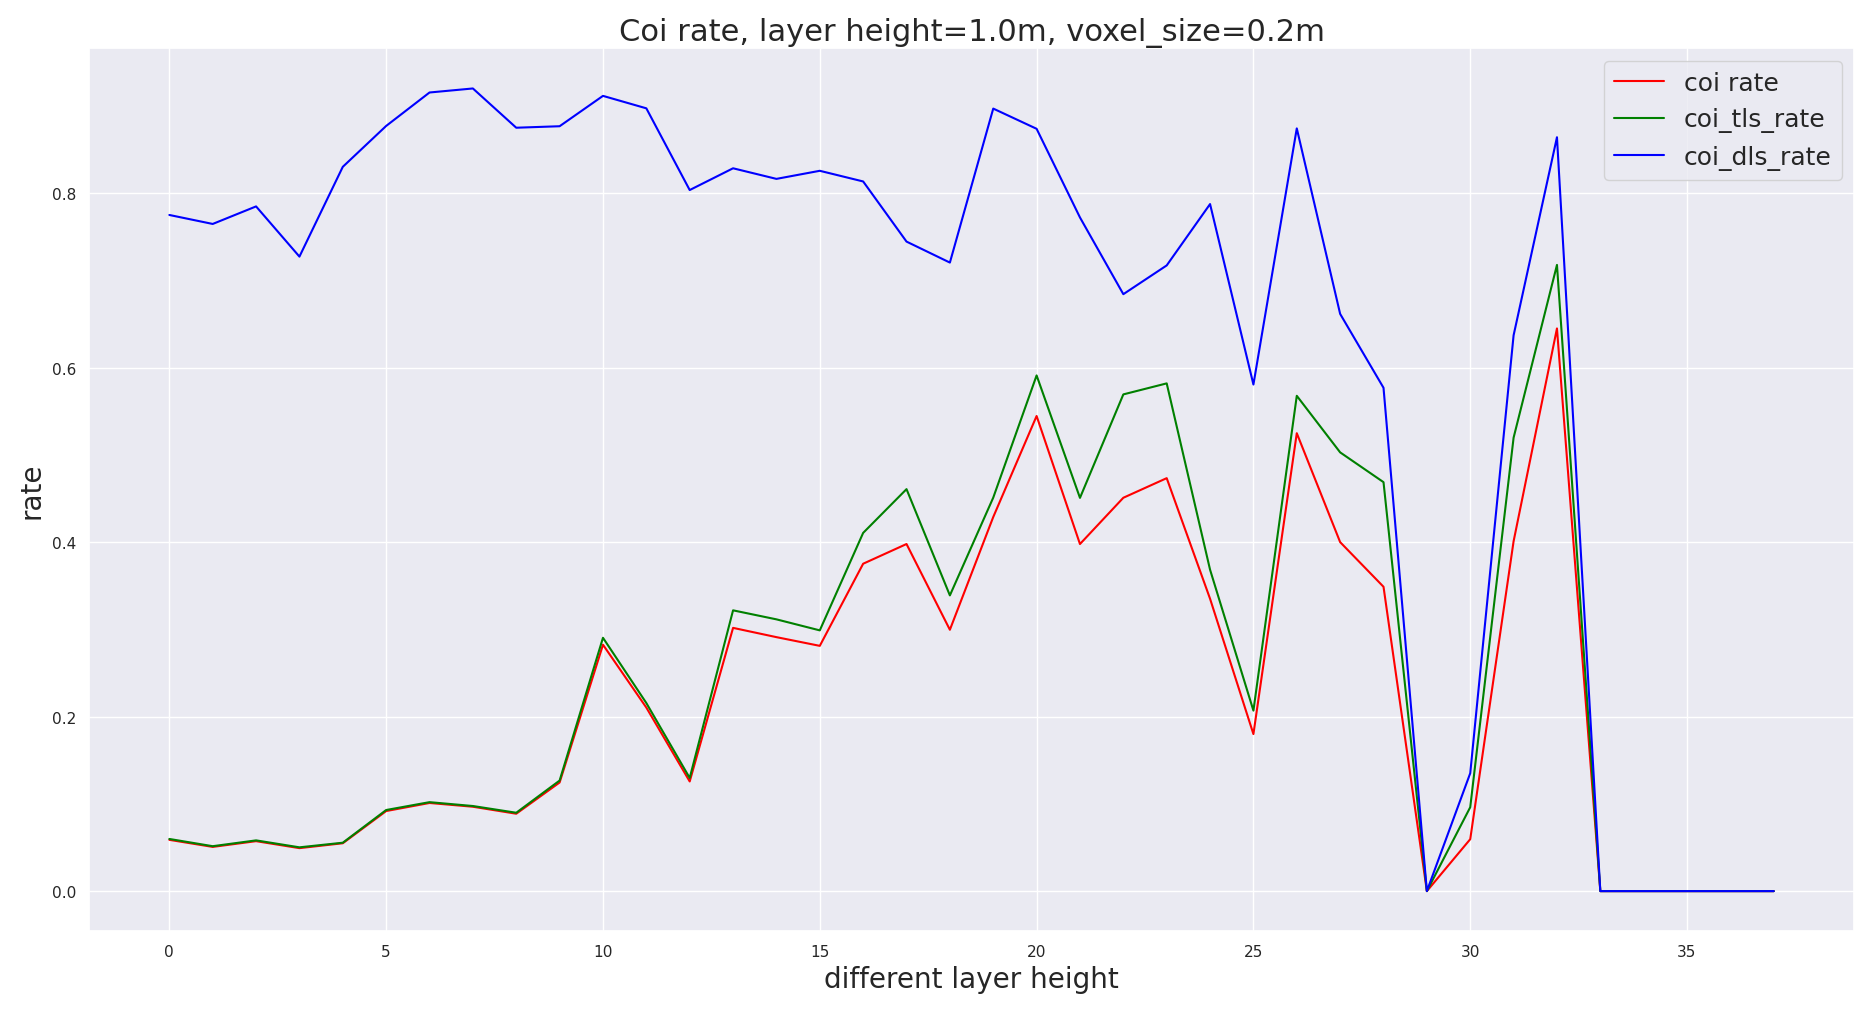 Coi rate, layer height=1.0m, voxel_size=0.2m
coi rate
coi_tls_rate
coi_dls_rate
rate
0.8
0.6
0.4
0.2
0.0
0 5 10 15 20 25 30 35
different layer height